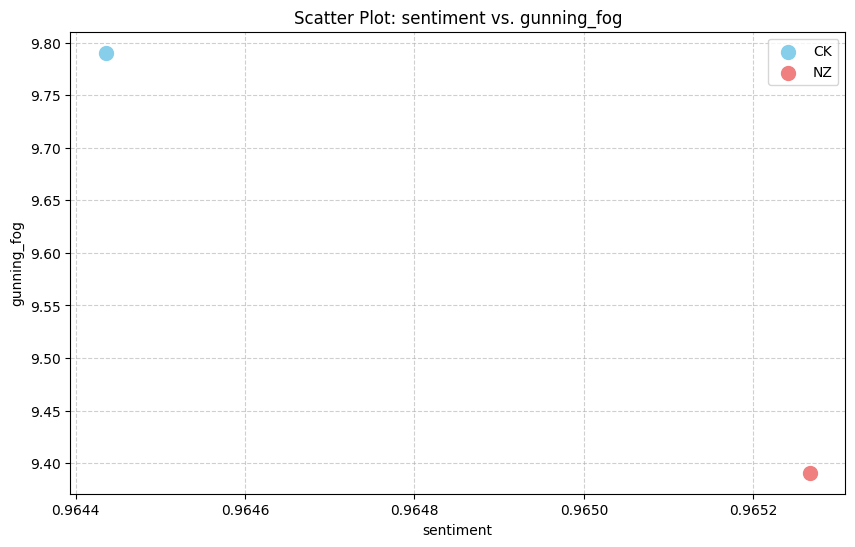 Scatter Plot: sentiment vs. gunning_fog
CK
NZ
9.80
9.75
9.70
9.65
9.60
9.55
9.50
9.45
9.40
gunning_fog
0.9644
0.9646
0.9648
0.9650
0.9652
sentiment